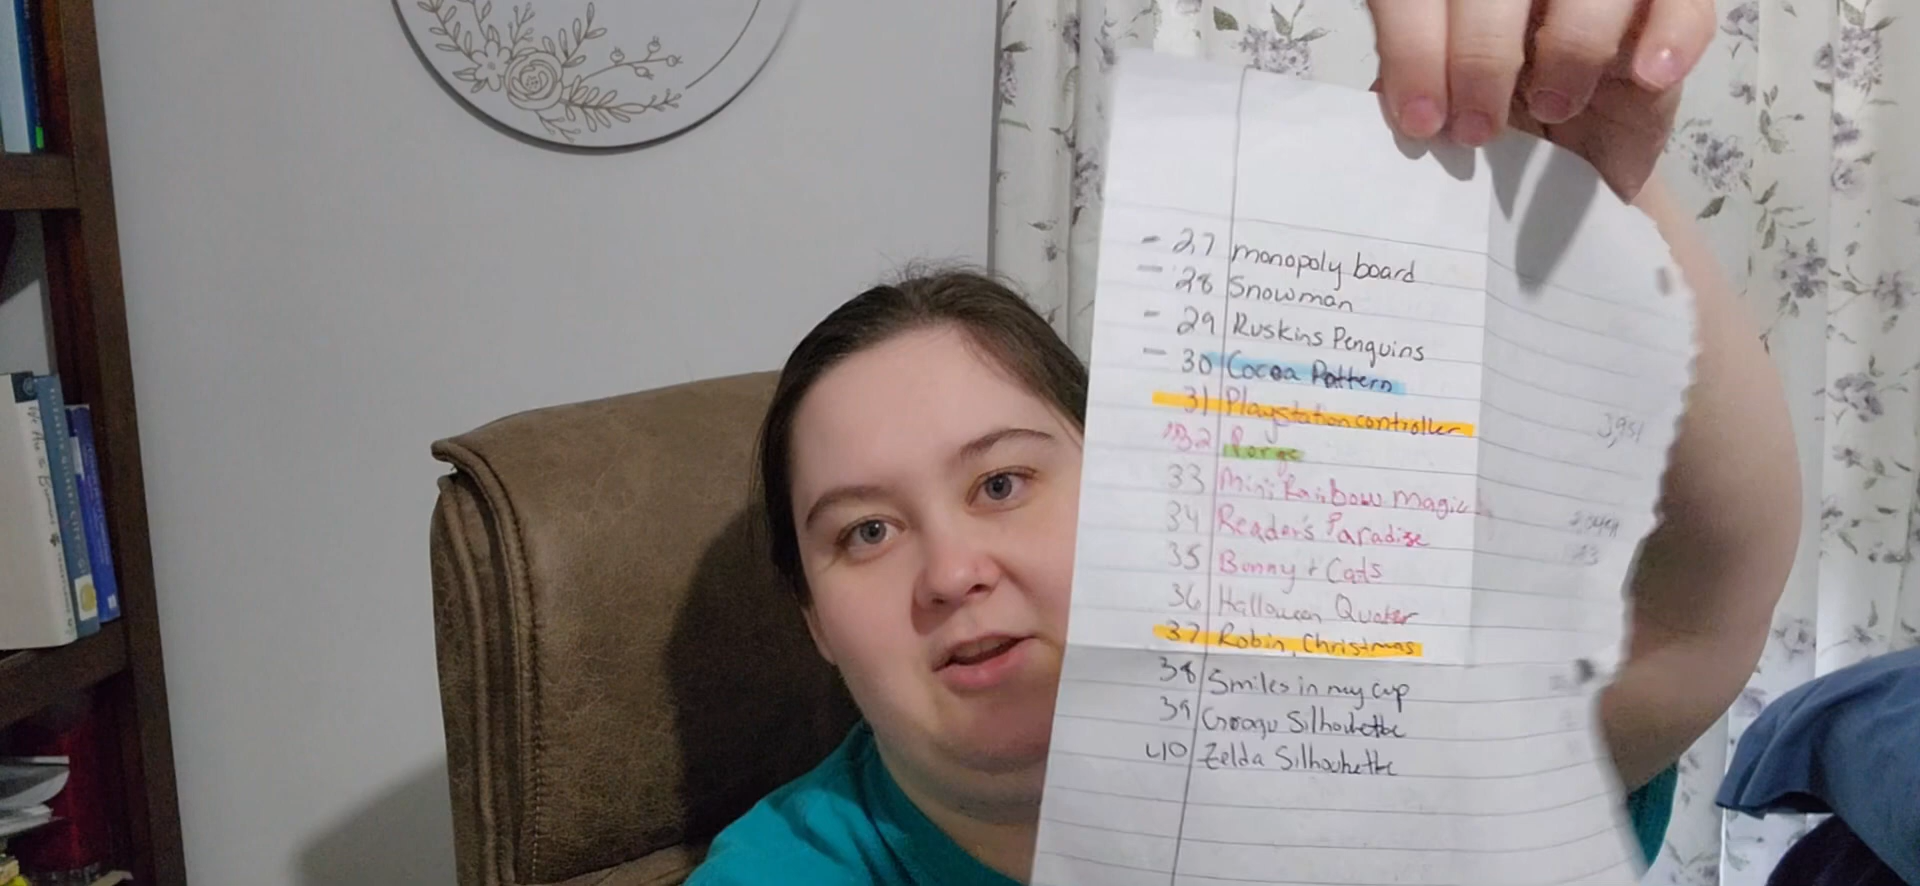 - 27 monopoly board
- 28 Snowman
- 29 Ruskins Penguins
- 30 Cocoa Pattern
31 Playstation controller
32 Porgs
33 Mini Rainbow Magic
34 Reader's Paradise
35 Bunny + Cats
36 Halloween Quaker
37 Robin, Christmas
38 Smiles in my cup
39 Grogu Silhouette
40 Zelda Silhouette
3,951